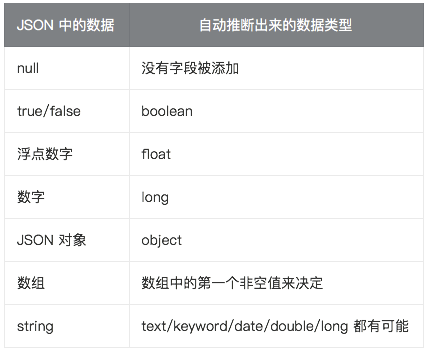 JSON 中的数据 自动推断出来的数据类型
null 没有字段被添加
true/false boolean
浮点数字 float
数字 long
JSON 对象 object
数组 数组中的第一个非空值来决定
string text/keyword/date/double/long 都有可能